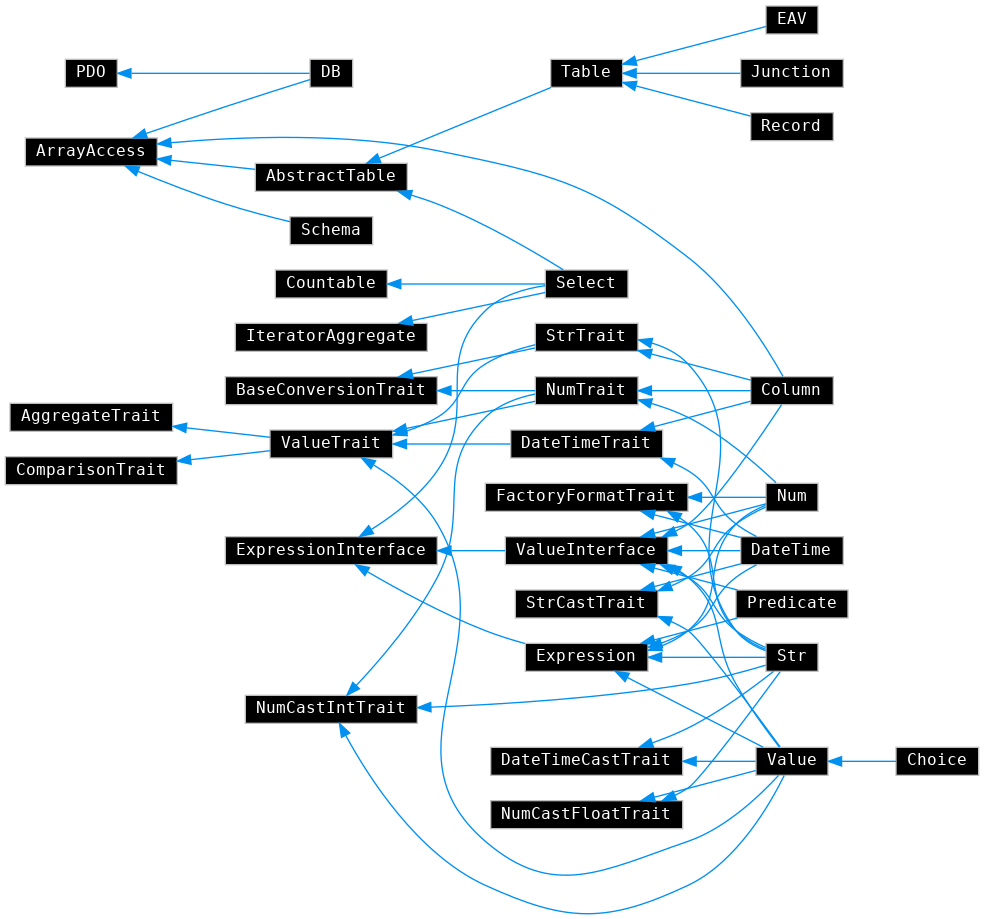 EAV
PDO
DB
Table
Junction
Record
ArrayAccess
AbstractTable
Schema
Countable
Select
IteratorAggregate
StrTrait
BaseConversionTrait
NumTrait
Column
AggregateTrait
ValueTrait
DateTimeTrait
ComparisonTrait
FactoryFormatTrait
Num
ExpressionInterface
ValueInterface
DateTime
StrCastTrait
Predicate
Expression
Str
NumCastIntTrait
DateTimeCastTrait
Value
Choice
NumCastFloatTrait